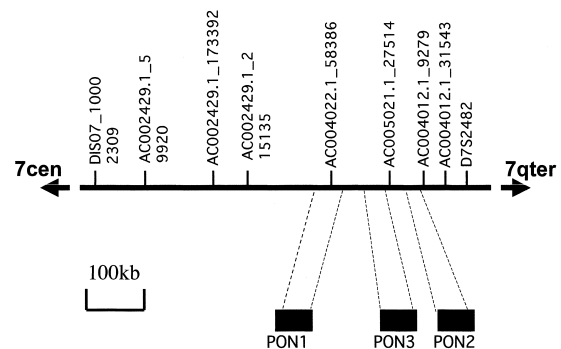 DIS07_1000
2309
AC002429.1_5
9920
AC002429.1_173392
AC002429.1_2
15135
AC004022.1_58386
AC005021.1_27514
AC004012.1_9279
AC004012.1_31543
D7S2482
7cen
7qter
100kb
PON1
PON3
PON2